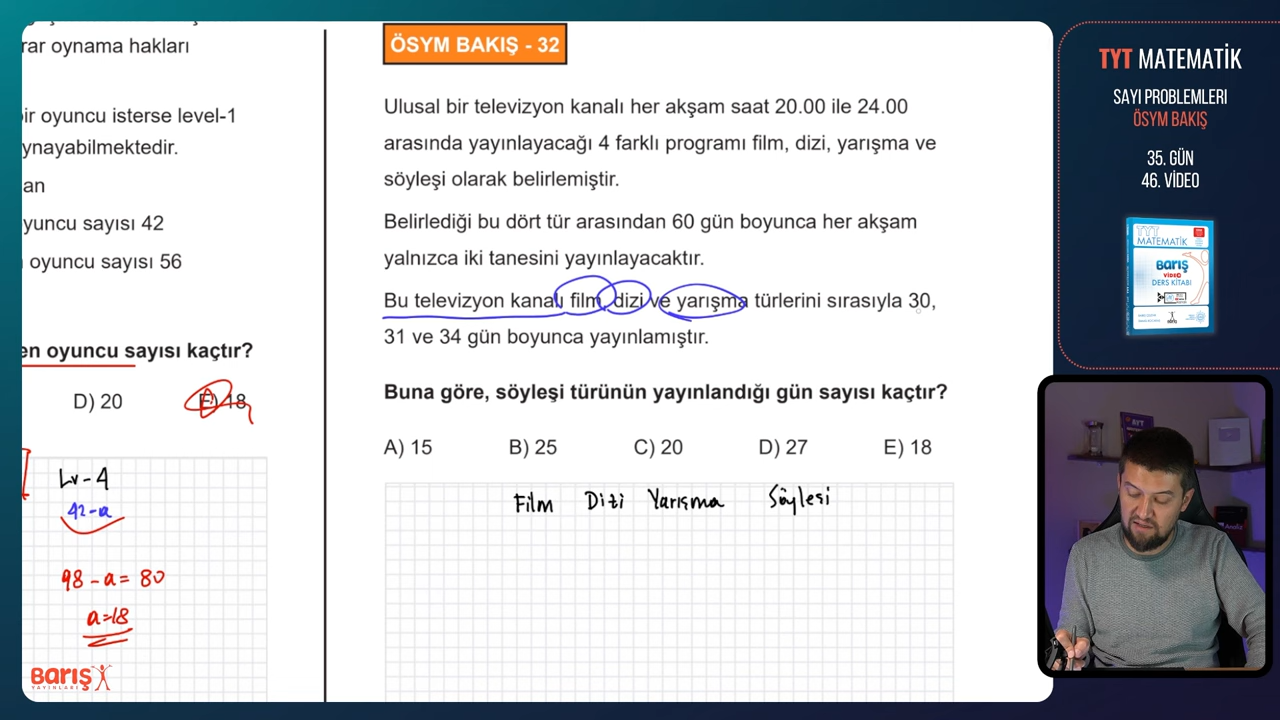 rar oynama hakları
ir oyuncu isterse level-1
ynayabilmektedir.
an
yuncu sayısı 42
oyuncu sayısı 56
en oyuncu sayısı kaçtır?
D) 20 E) 18
Lv-4
42-a
98-a=80
a=18
BARIŞ
YAYINLARI
ÖSYM BAKIŞ - 32
Ulusal bir televizyon kanalı her akşam saat 20.00 ile 24.00
arasında yayınlayacağı 4 farklı programı film, dizi, yarışma ve
söyleşi olarak belirlemiştir.
Belirlediği bu dört tür arasından 60 gün boyunca her akşam
yalnızca iki tanesini yayınlayacaktır.
Bu televizyon kanalı film, dizi ve yarışma türlerini sırasıyla 30,
31 ve 34 gün boyunca yayınlamıştır.
Buna göre, söyleşi türünün yayınlandığı gün sayısı kaçtır?
A) 15 B) 25 C) 20 D) 27 E) 18
Film Dizi Yarışma Söyleşi
TYT MATEMATİK
SAYI PROBLEMLERI
ÖSYM BAKIŞ
35. GÜN
46. VİDEO
TYT
MATEMATİK
BARIŞ
VİDEO
DERS KİTABI